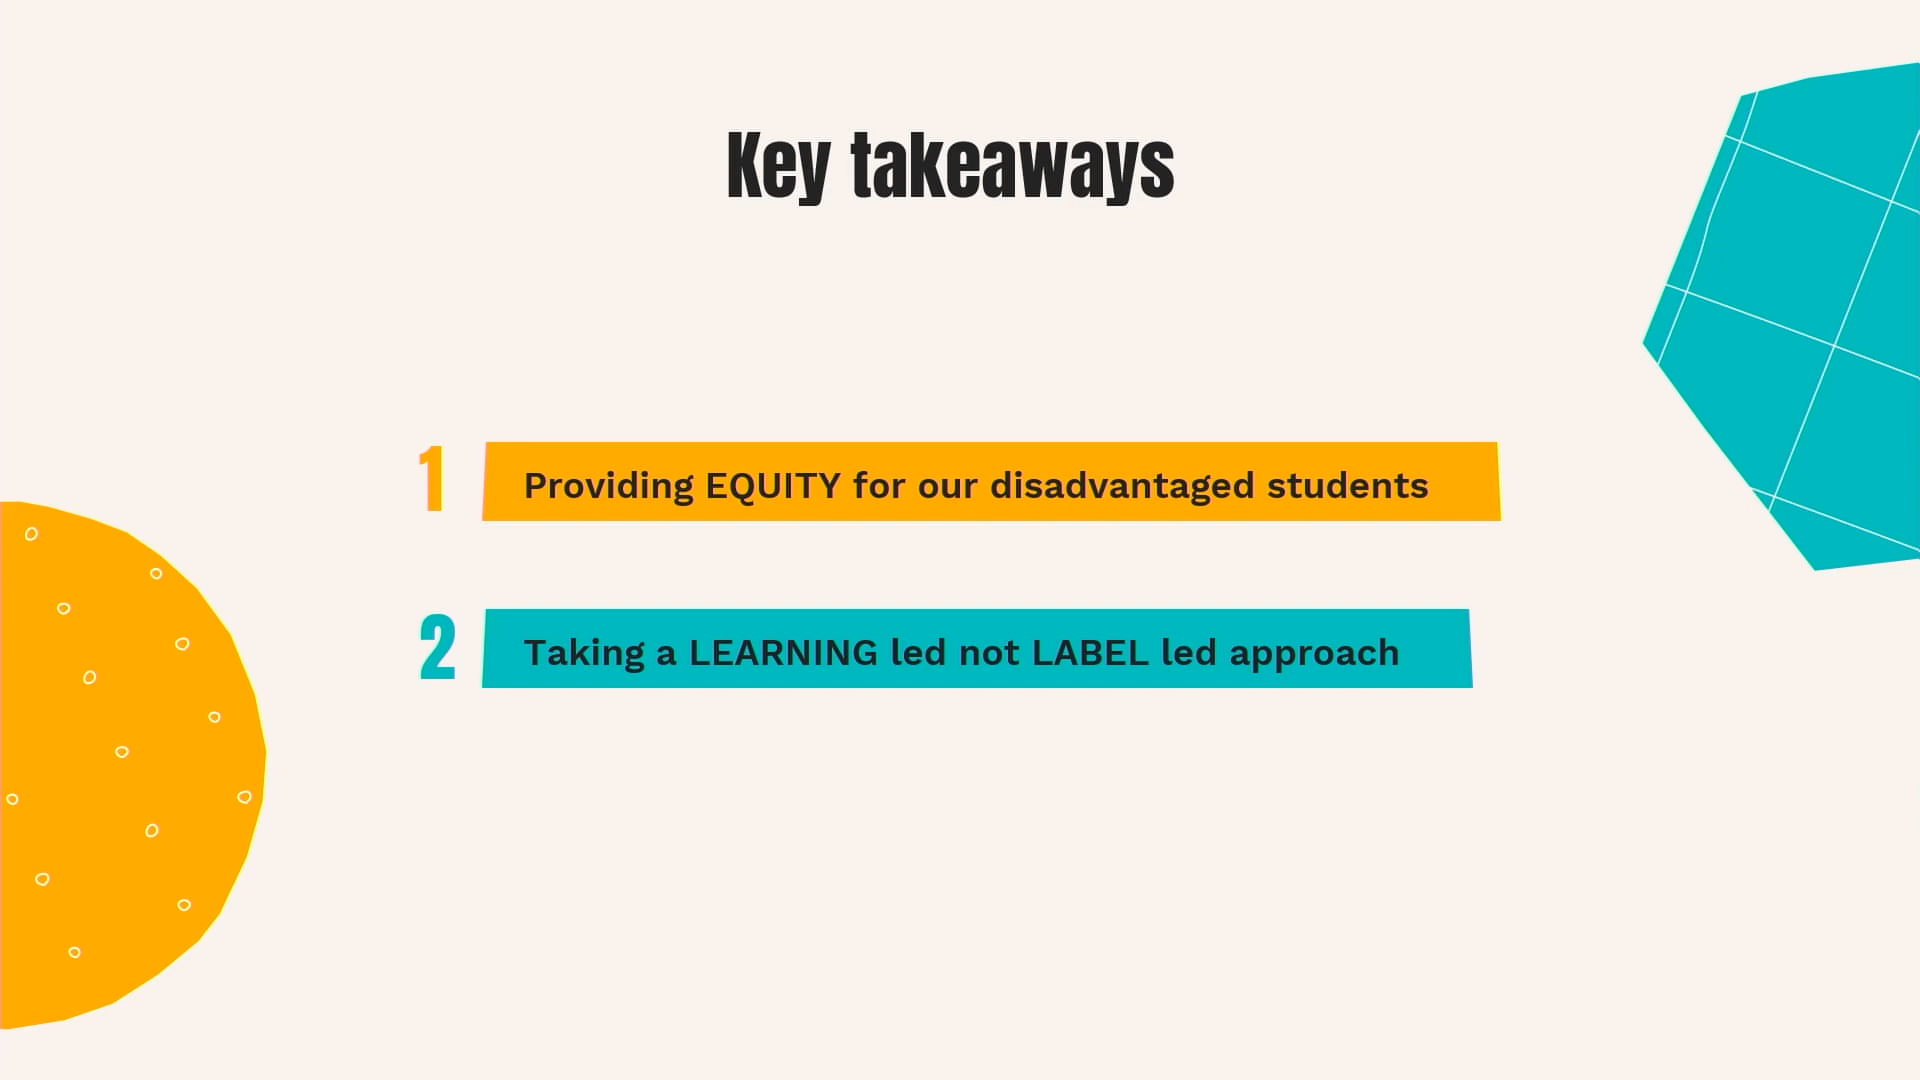 Key takeaways
1 Providing EQUITY for our disadvantaged students
2 Taking a LEARNING led not LABEL led approach